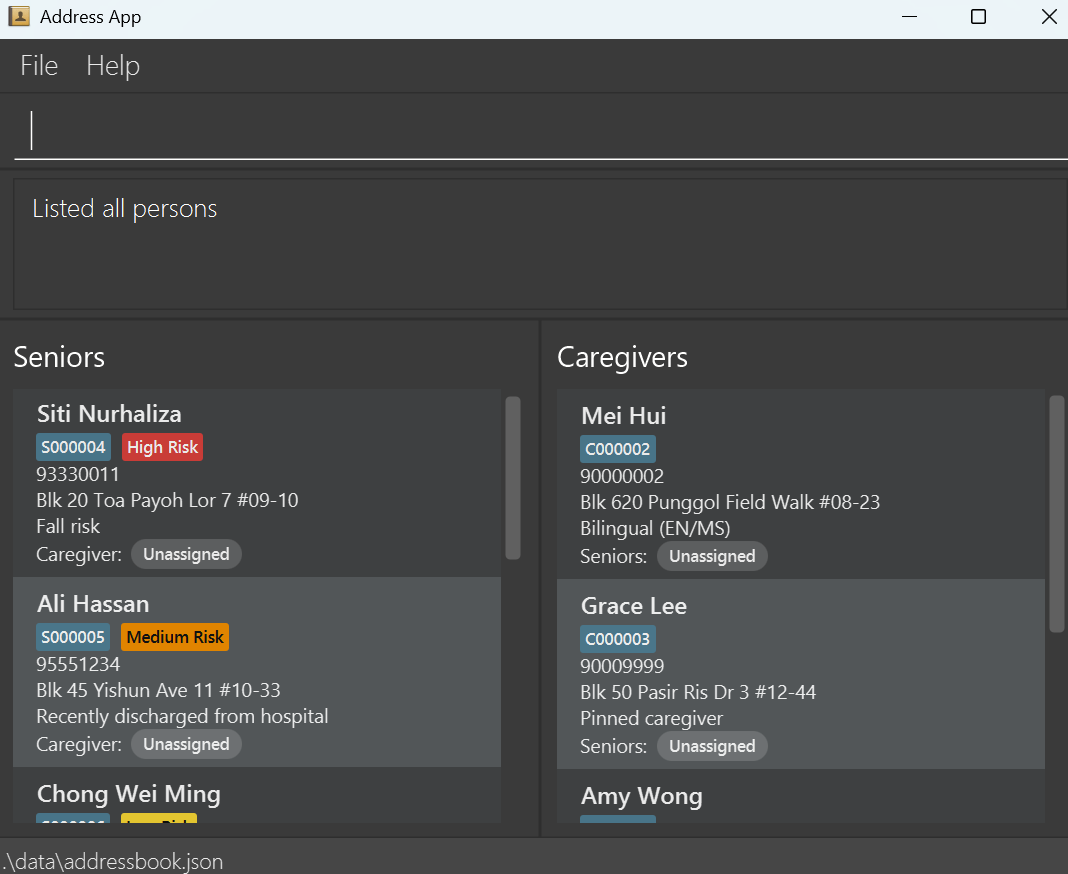 Address App
File Help
Listed all persons
Seniors
Siti Nurhaliza
S000004 High Risk
93330011
Blk 20 Toa Payoh Lor 7 #09-10
Fall risk
Caregiver: Unassigned
Ali Hassan
S000005 Medium Risk
95551234
Blk 45 Yishun Ave 11 #10-33
Recently discharged from hospital
Caregiver: Unassigned
Chong Wei Ming
Caregivers
Mei Hui
C000002
90000002
Blk 620 Punggol Field Walk #08-23
Bilingual (EN/MS)
Seniors: Unassigned
Grace Lee
C000003
90009999
Blk 50 Pasir Ris Dr 3 #12-44
Pinned caregiver
Seniors: Unassigned
Amy Wong
.\data\addressbook.json